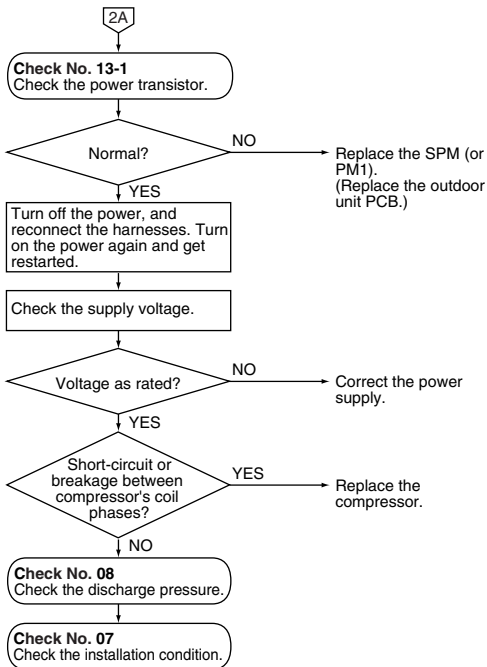 2A
Check No. 13-1
Check the power transistor.
Normal?
NO
Replace the SPM (or
PM1).
(Replace the outdoor
unit PCB.)
YES
Turn off the power, and
reconnect the harnesses. Turn
on the power again and get
restarted.
Check the supply voltage.
Voltage as rated?
NO
Correct the power
supply.
YES
Short-circuit or
breakage between
compressor's coil
phases?
YES
Replace the
compressor.
NO
Check No. 08
Check the discharge pressure.
Check No. 07
Check the installation condition.